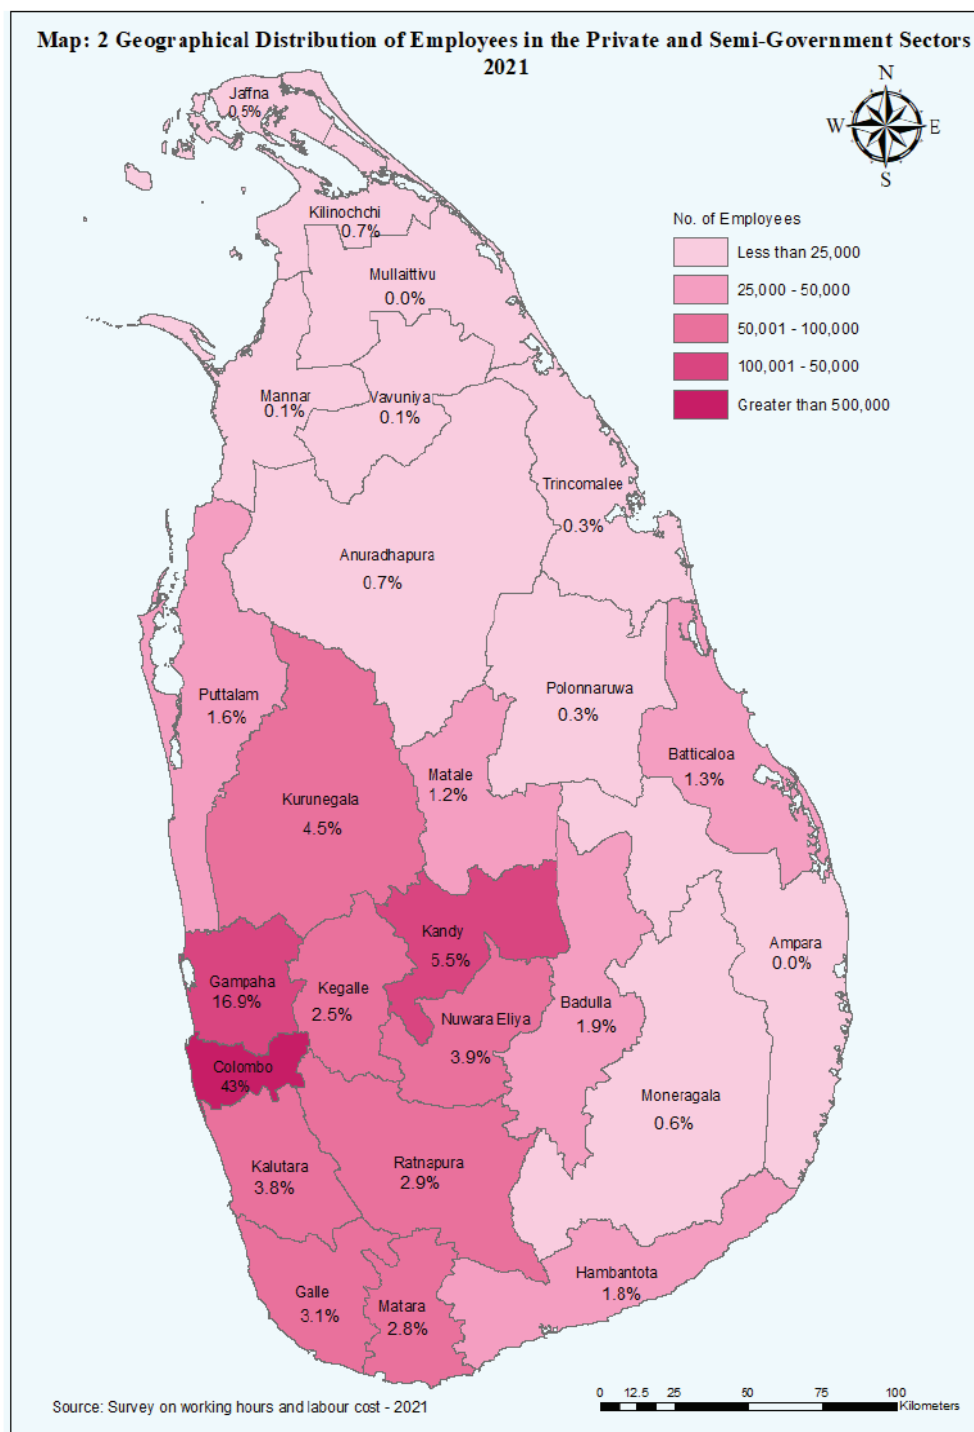 Map: 2 Geographical Distribution of Employees in the Private and Semi-Government Sectors
2021
N
W
E
S
No. of Employees
Less than 25,000
25,000 - 50,000
50,001 - 100,000
100,001 - 50,000
Greater than 500,000
Jaffna
0.5%
Kilinochchi
0.7%
Mullaittivu
0.0%
Mannar
0.1%
Vavuniya
0.1%
Trincomalee
0.3%
Anuradhapura
0.7%
Puttalam
1.6%
Polonnaruwa
0.3%
Batticaloa
1.3%
Matale
1.2%
Kurunegala
4.5%
Kandy
5.5%
Ampara
0.0%
Gampaha
16.9%
Kegalle
2.5%
Nuwara Eliya
3.9%
Badulla
1.9%
Colombo
43%
Moneragala
0.6%
Kalutara
3.8%
Ratnapura
2.9%
Hambantota
1.8%
Galle
3.1%
Matara
2.8%
0 12.5 25 50 75 100
Kilometers
Source: Survey on working hours and labour cost - 2021